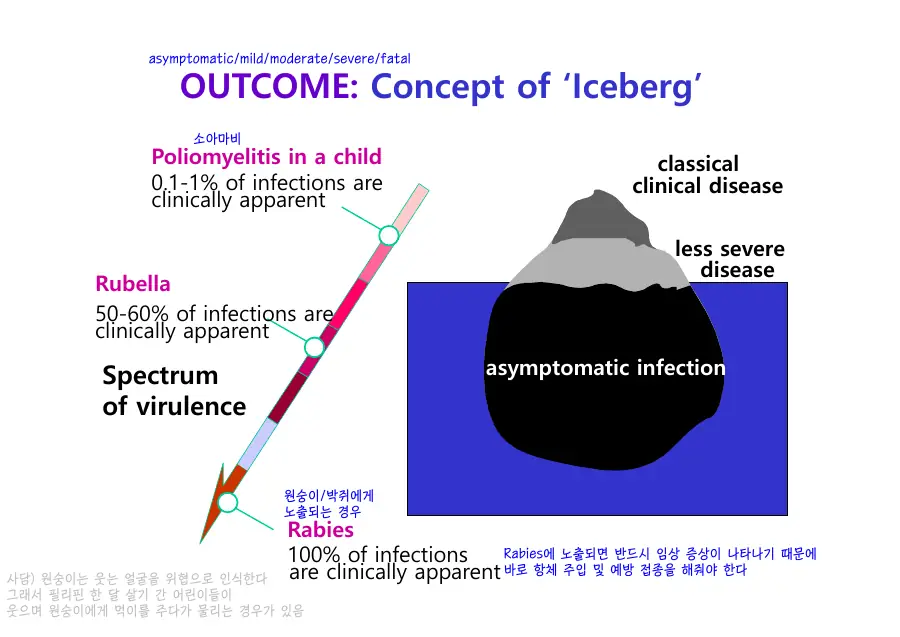 asymptomatic/mild/moderate/severe/fatal
OUTCOME: Concept of ‘Iceberg’
소아마비
Poliomyelitis in a child
0.1-1% of infections are
clinically apparent
classical
clinical disease
less severe
disease
Rubella
50-60% of infections are
clinically apparent
asymptomatic infection
Spectrum
of virulence
원숭이/박쥐에게
노출되는 경우
Rabies
100% of infections
are clinically apparent
Rabies에 노출되면 반드시 임상 증상이 나타나기 때문에
바로 항체 주입 및 예방 접종을 해줘야 한다
사담) 원숭이는 웃는 얼굴을 위협으로 인식한다
그래서 필리핀 한 달 살기 간 어린이들이
웃으며 원숭이에게 먹이를 주다가 물리는 경우가 있음